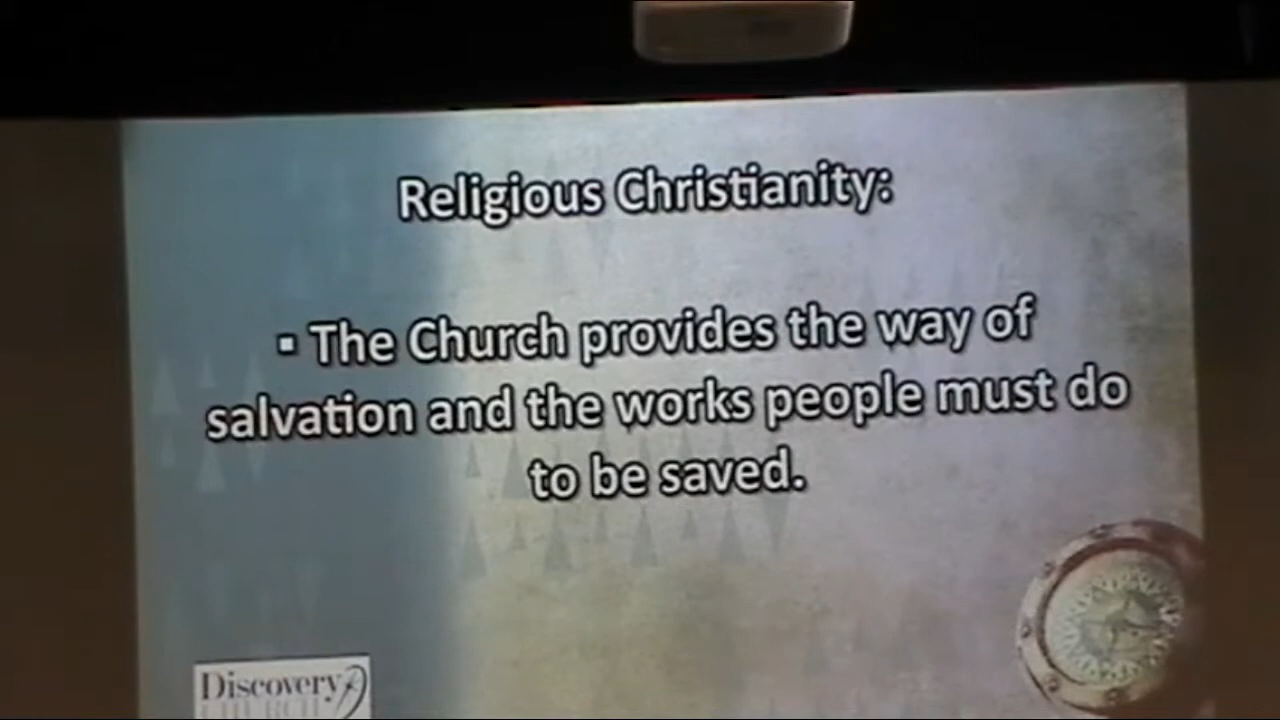 Religious Christianity:
▪ The Church provides the way of
salvation and the works people must do
to be saved.
Discovery
CHURCH